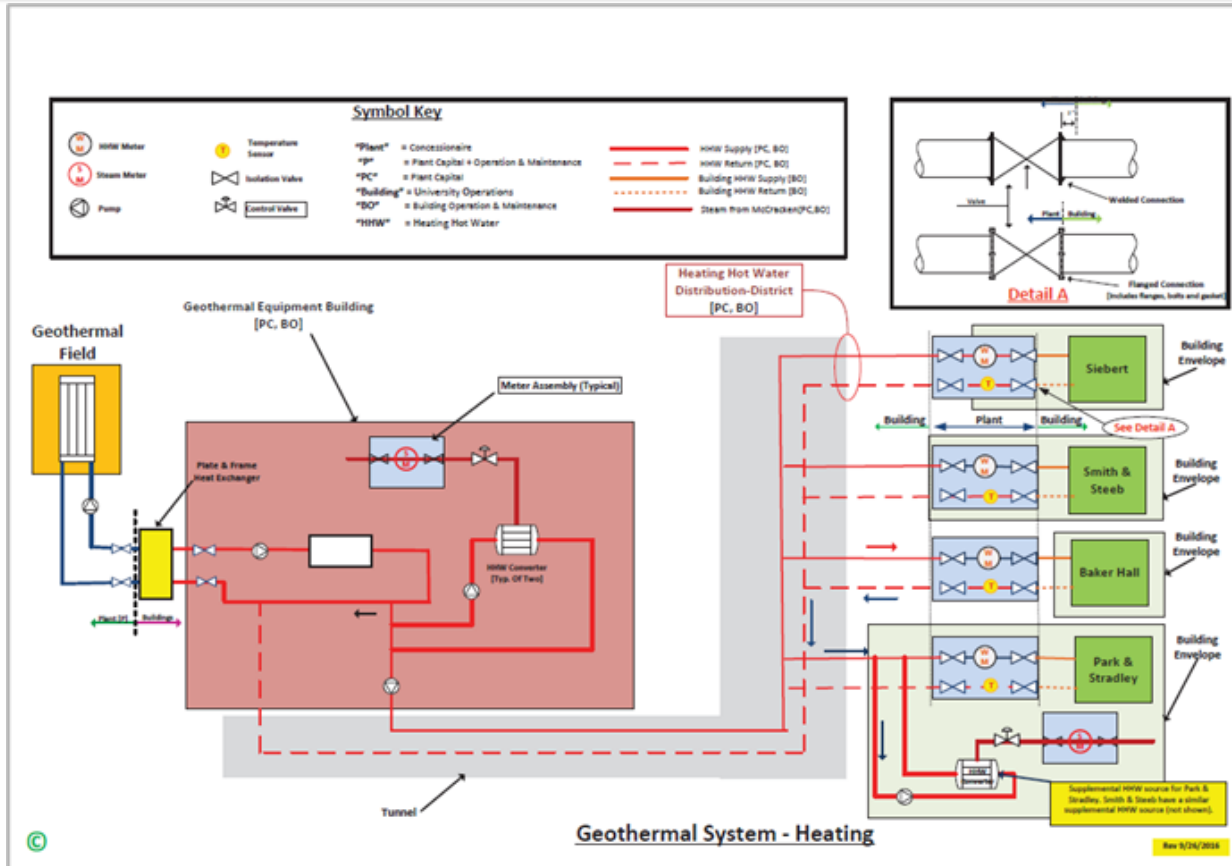 Symbol Key
W M
HHW Meter
S M
Steam Meter
Pump
T
Temperature
Sensor
Isolation Valve
Control Valve
"Plant" = Concessionaire
"P" = Plant Capital + Operation & Maintenance
"PC" = Plant Capital
"Building" = University Operations
"BO" = Building Operation & Maintenance
"HHW" = Heating Hot Water
HHW Supply [PC, BO]
HHW Return [PC, BO]
Building HHW Supply [BO]
Building HHW Return [BO]
Steam from McCracken[PC,BO]
Welded Connection
Valve
Plant
Building
Flanged Connection
[Includes flanges, bolts and gasket]
Detail A
Heating Hot Water
Distribution-District
[PC, BO]
Geothermal Equipment Building
[PC, BO]
Geothermal
Field
Meter Assembly (Typical)
Plate & Frame
Heat Exchanger
S M
HHW Converter
[Typ. Of Two]
Plant [P]
Buildings
Tunnel
W M
T
Siebert
Building
Envelope
Building
Plant
Building
See Detail A
W M
T
Smith &
Steeb
Building
Envelope
W M
T
Baker Hall
Building
Envelope
W M
T
Park &
Stradley
Building
Envelope
S M
HHW
Converter
Supplemental HHW source for Park &
Stradley. Smith & Steeb have a similar
supplemental HHW source (not shown).
Geothermal System - Heating
©
Rev 9/26/2016